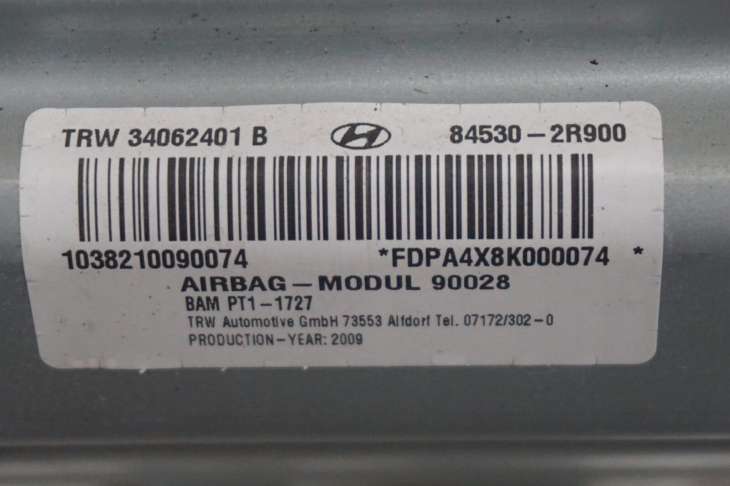 TRW 34062401 B 84530-2R900
1038210090074 *FDPA4X8K000074 *
AIRBAG-MODUL 90028
BAM PT1-1727
TRW Automotive GmbH 73553 Alfdorf Tel. 07172/302-0
PRODUCTION-YEAR: 2009